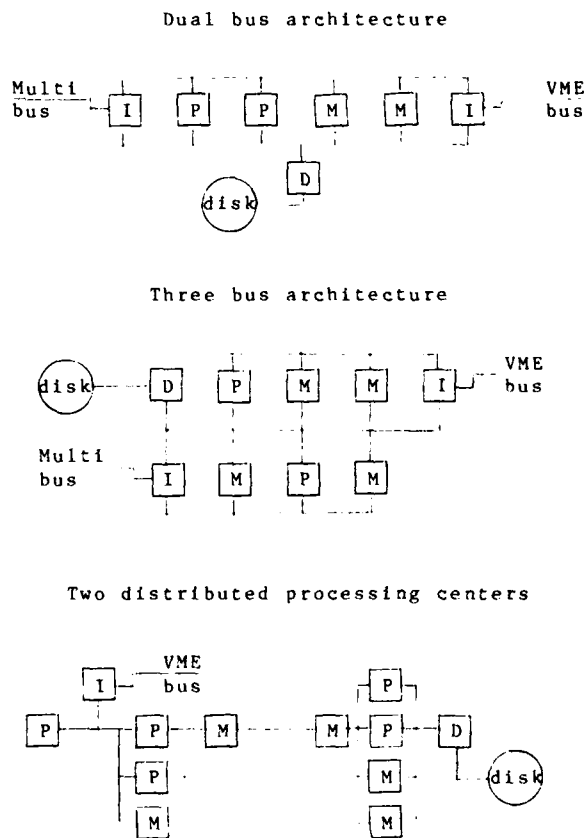 Dual bus architecture
Multi bus
I P P M M I
VME bus
D
disk
Three bus architecture
disk
D P M M I
VME bus
Multi bus
I M P M
Two distributed processing centers
VME bus
I
P
P P M M P D
P M
disk
M M